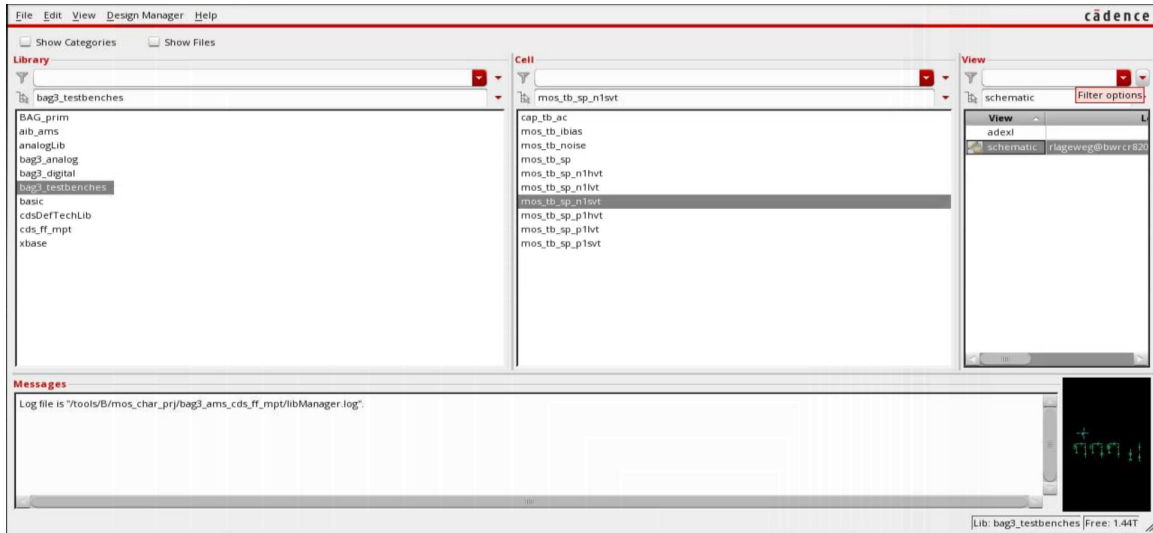 File Edit View Design Manager Help
cādence
Show Categories Show Files
Library
bag3_testbenches
BAG_prim
aib_ams
analogLib
bag3_analog
bag3_digital
bag3_testbenches
basic
cdsDefTechLib
cds_ff_mpt
xbase
Cell
mos_tb_sp_n1svt
cap_tb_ac
mos_tb_ibias
mos_tb_noise
mos_tb_sp
mos_tb_sp_n1hvt
mos_tb_sp_n1lvt
mos_tb_sp_n1svt
mos_tb_sp_p1hvt
mos_tb_sp_p1lvt
mos_tb_sp_p1svt
View
schematic
Filter options
View L
adexl
schematic rlageweg@bwrcr820
Messages
Log file is "/tools/B/mos_char_prj/bag3_ams_cds_ff_mpt/libManager.log".
Lib: bag3_testbenches Free: 1.44T